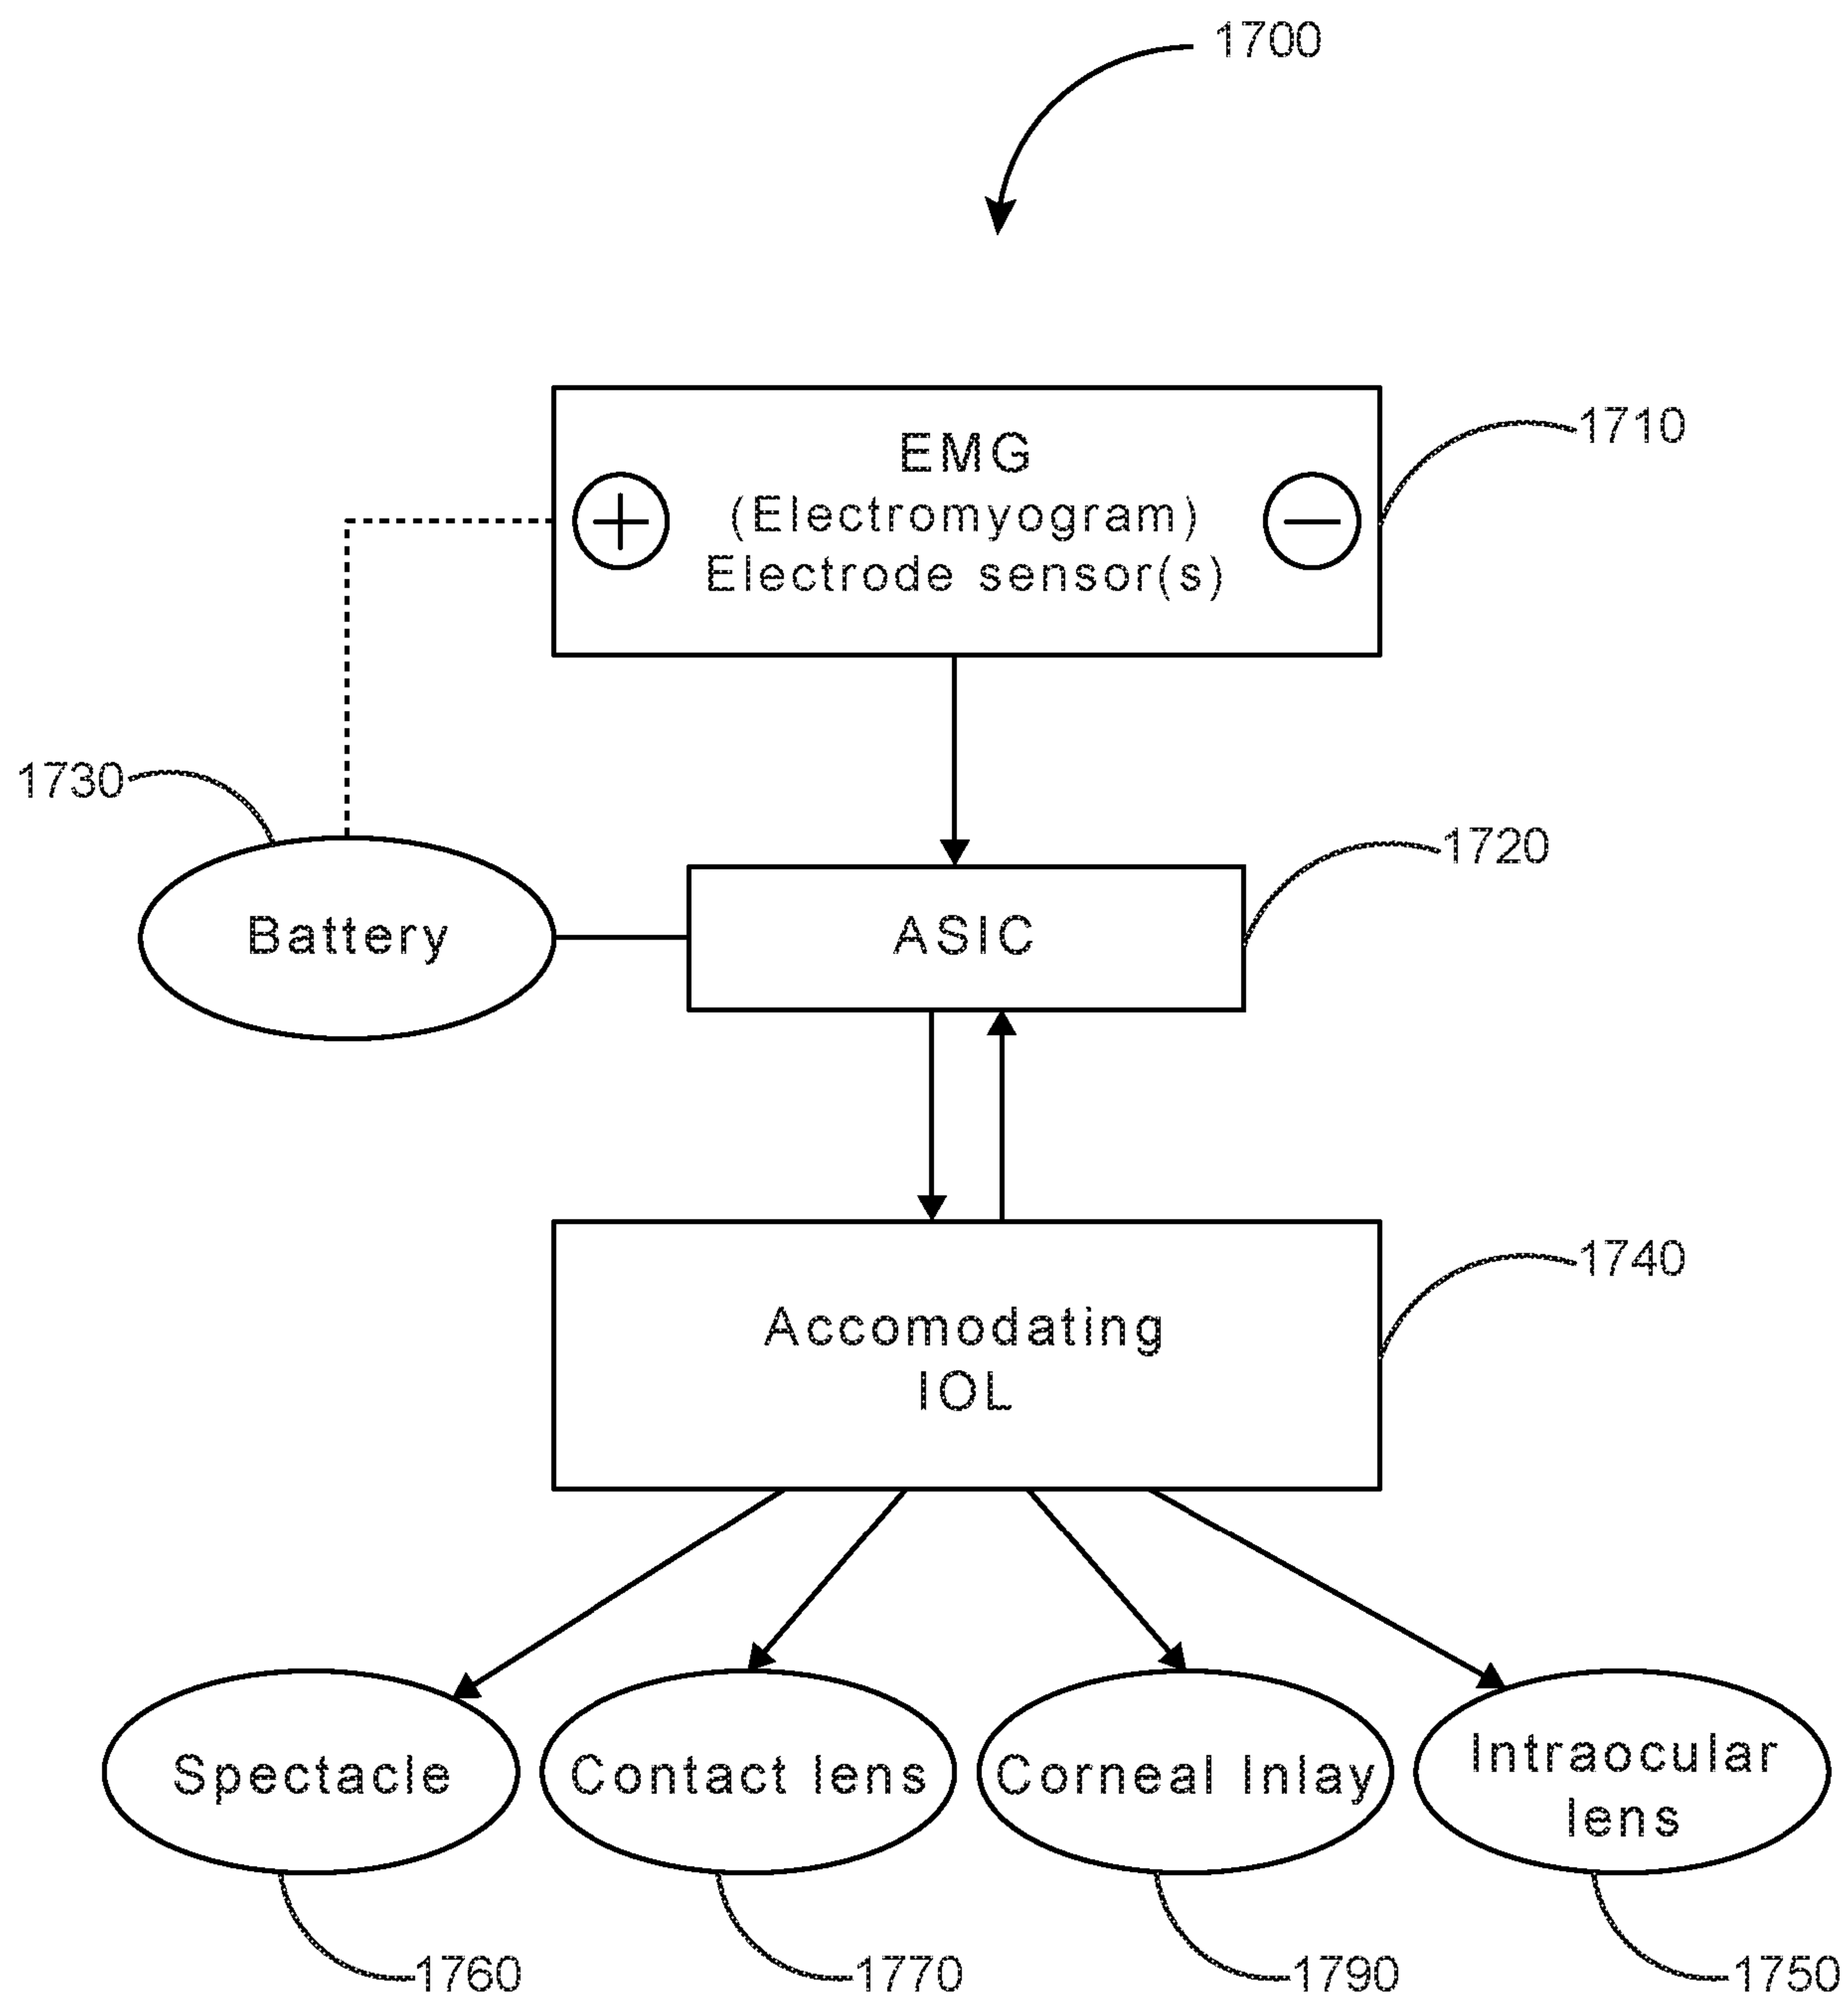 1700
EMG
(Electromyogram)
Electrode sensor(s)
1710
1730
1720
Battery
ASIC
1740
Accomodating
IOL
Spectacle
Contact lens
Corneal Inlay
Intraocular
lens
1760
1770
1790
1750